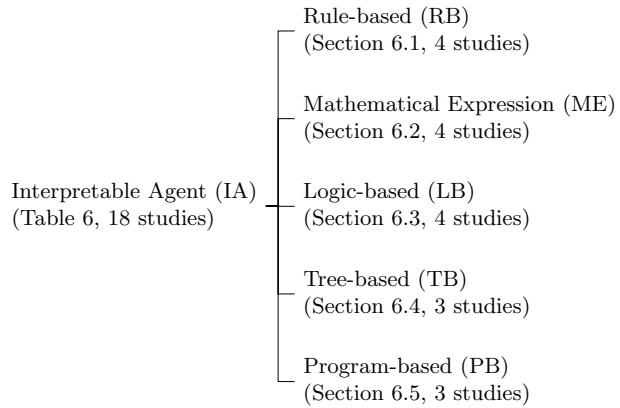 Rule-based (RB)
(Section 6.1, 4 studies)
Mathematical Expression (ME)
(Section 6.2, 4 studies)
Interpretable Agent (IA)
(Table 6, 18 studies)
Logic-based (LB)
(Section 6.3, 4 studies)
Tree-based (TB)
(Section 6.4, 3 studies)
Program-based (PB)
(Section 6.5, 3 studies)